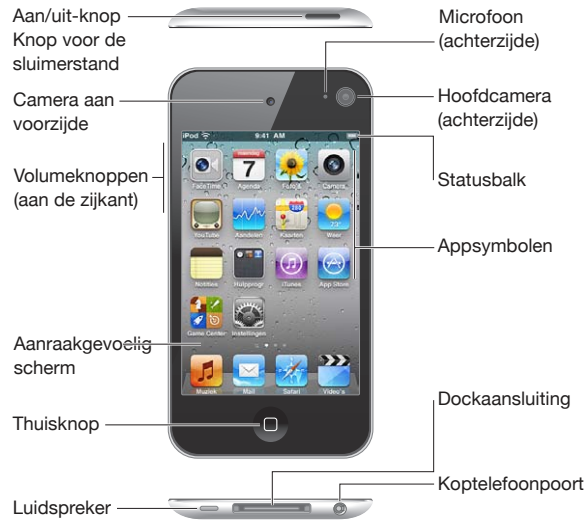 Aan/uit-knop
Knop voor de
sluimerstand
Microfoon
(achterzijde)
Camera aan
voorzijde
Hoofdcamera
(achterzijde)
iPod 9:41 AM
Volumeknoppen
(aan de zijkant)
Statusbalk
7
FaceTime Agenda Foto's Camera
280
23°
YouTube Aandelen Kaarten Weer
Appsymbolen
Notities Hulpprogr iTunes App Store
Game Center Instellingen
Aanraakgevoelig
scherm
Muziek Mail Safari Video's
Dockaansluiting
Thuisknop
Koptelefoonpoort
Luidspreker